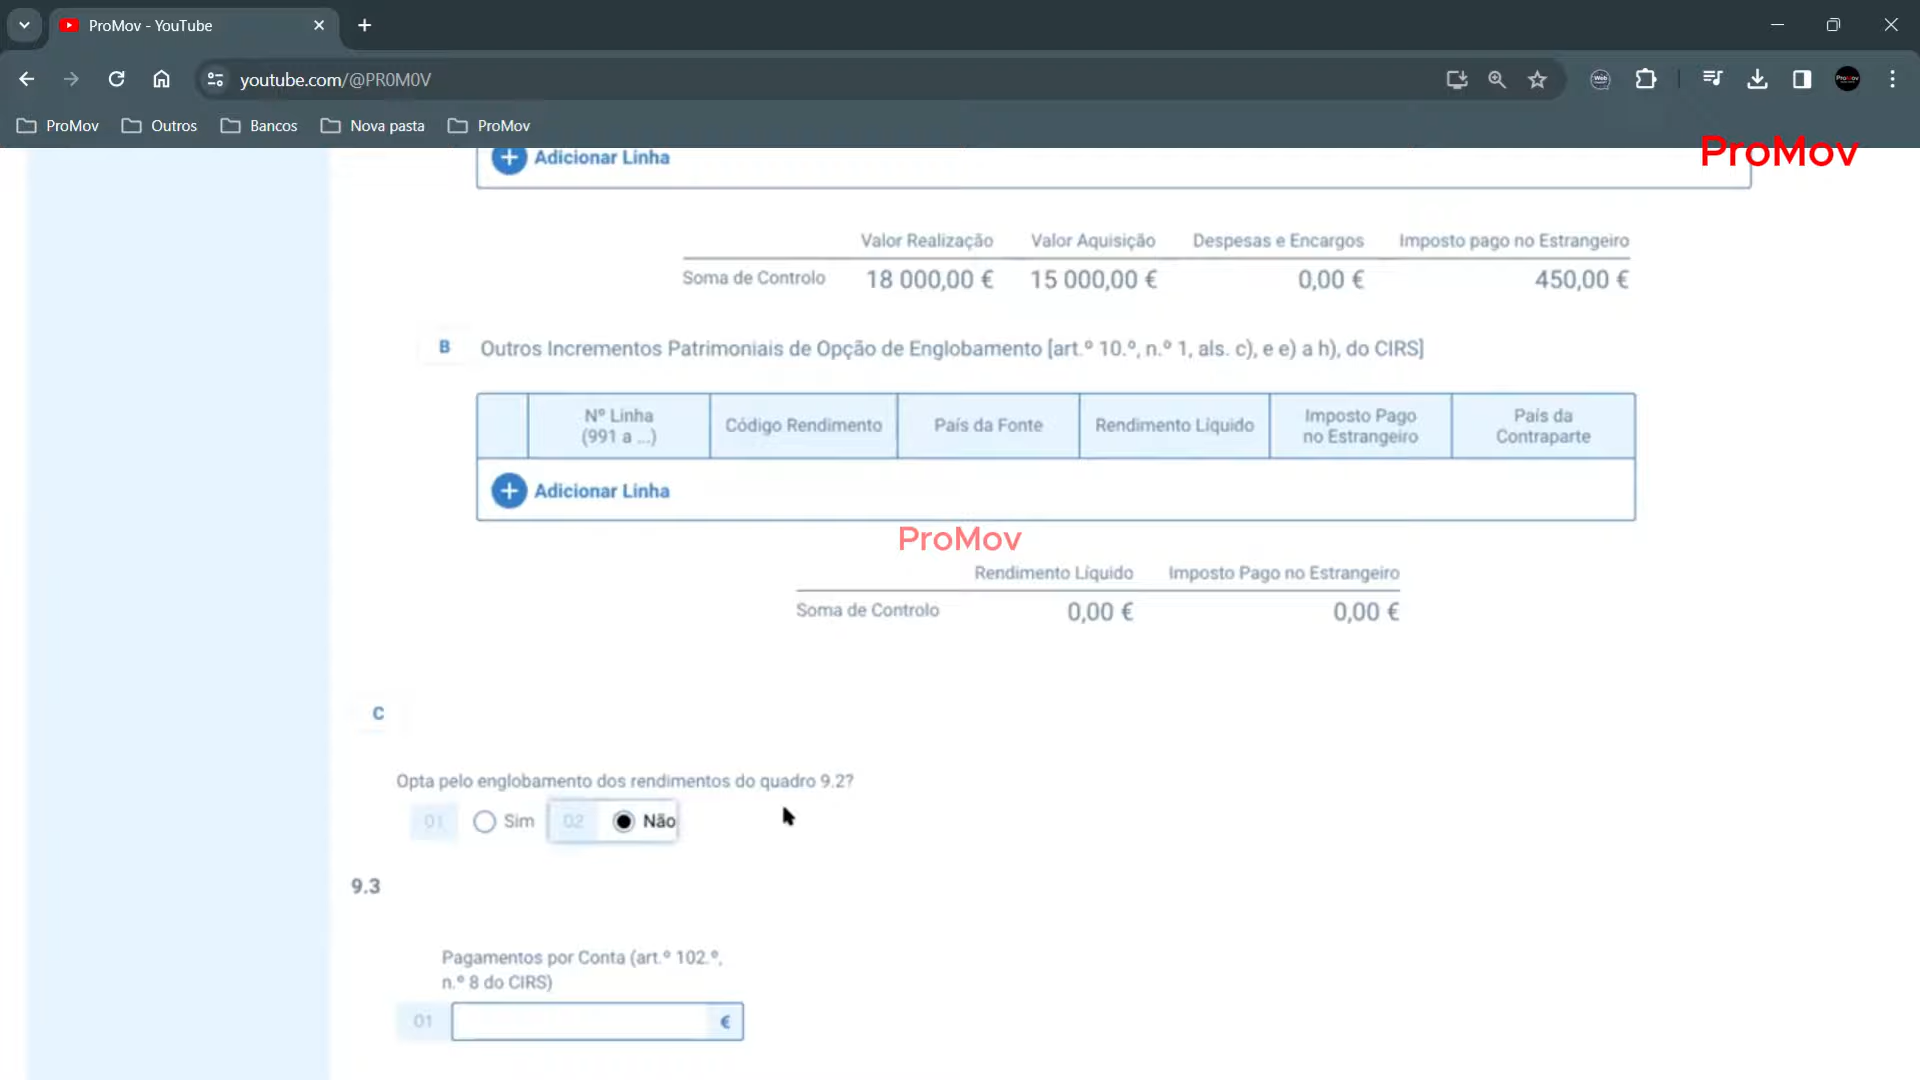 ProMov - YouTube
youtube.com/@PR0M0V
ProMov
Outros
Bancos
Nova pasta
ProMov
ProMov
Adicionar Linha
Valor Realização Valor Aquisição Despesas e Encargos Imposto pago no Estrangeiro
Soma de Controlo 18 000,00 € 15 000,00 € 0,00 € 450,00 €
B Outros Incrementos Patrimoniais de Opção de Englobamento [art.º 10.º, n.º 1, als. c), e e) a h), do CIRS]
Nº Linha
(991 a ...)
Código Rendimento
País da Fonte
Rendimento Líquido
Imposto Pago
no Estrangeiro
País da
Contraparte
Adicionar Linha
ProMov
Rendimento Líquido Imposto Pago no Estrangeiro
Soma de Controlo 0,00 € 0,00 €
C
Opta pelo englobamento dos rendimentos do quadro 9.2?
01 Sim 02 Não
9.3
Pagamentos por Conta (art.º 102.º,
n.º 8 do CIRS)
01 €